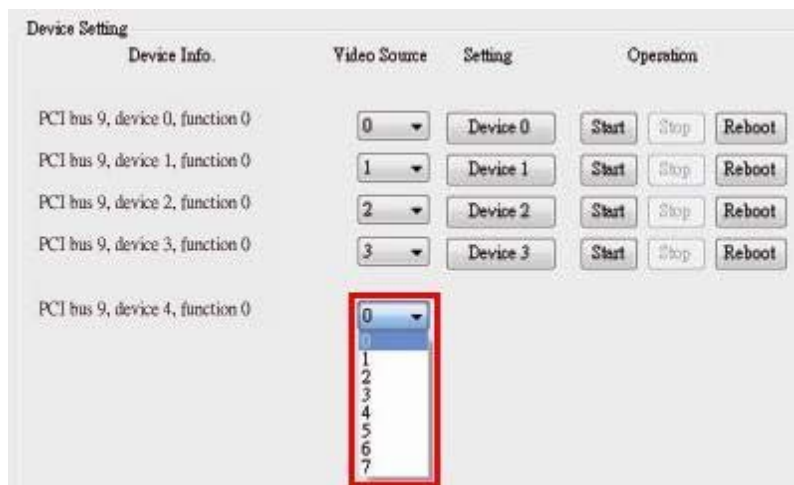 Device Setting
Device Info. Video Source Setting Operation
PCI bus 9, device 0, function 0 0 Device 0 Start Stop Reboot
PCI bus 9, device 1, function 0 1 Device 1 Start Stop Reboot
PCI bus 9, device 2, function 0 2 Device 2 Start Stop Reboot
PCI bus 9, device 3, function 0 3 Device 3 Start Stop Reboot
PCI bus 9, device 4, function 0 0
0
1
2
3
4
5
6
7